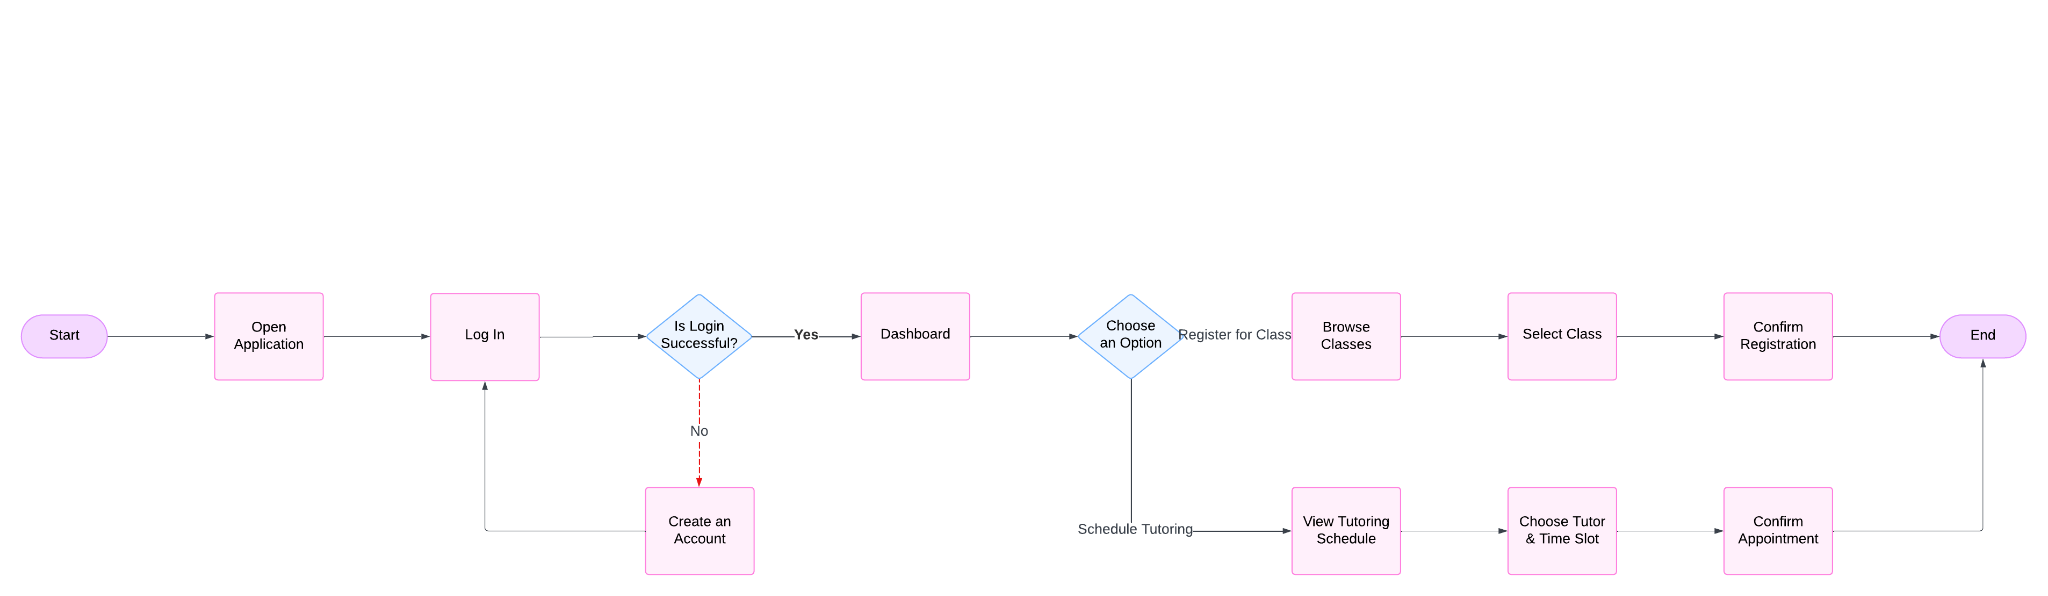 Start
Open
Application
Log In
Is Login
Successful?
Yes
Dashboard
Choose
an Option
Register for Class
Browse
Classes
Select Class
Confirm
Registration
End
No
Create an
Account
Schedule Tutoring
View Tutoring
Schedule
Choose Tutor
& Time Slot
Confirm
Appointment